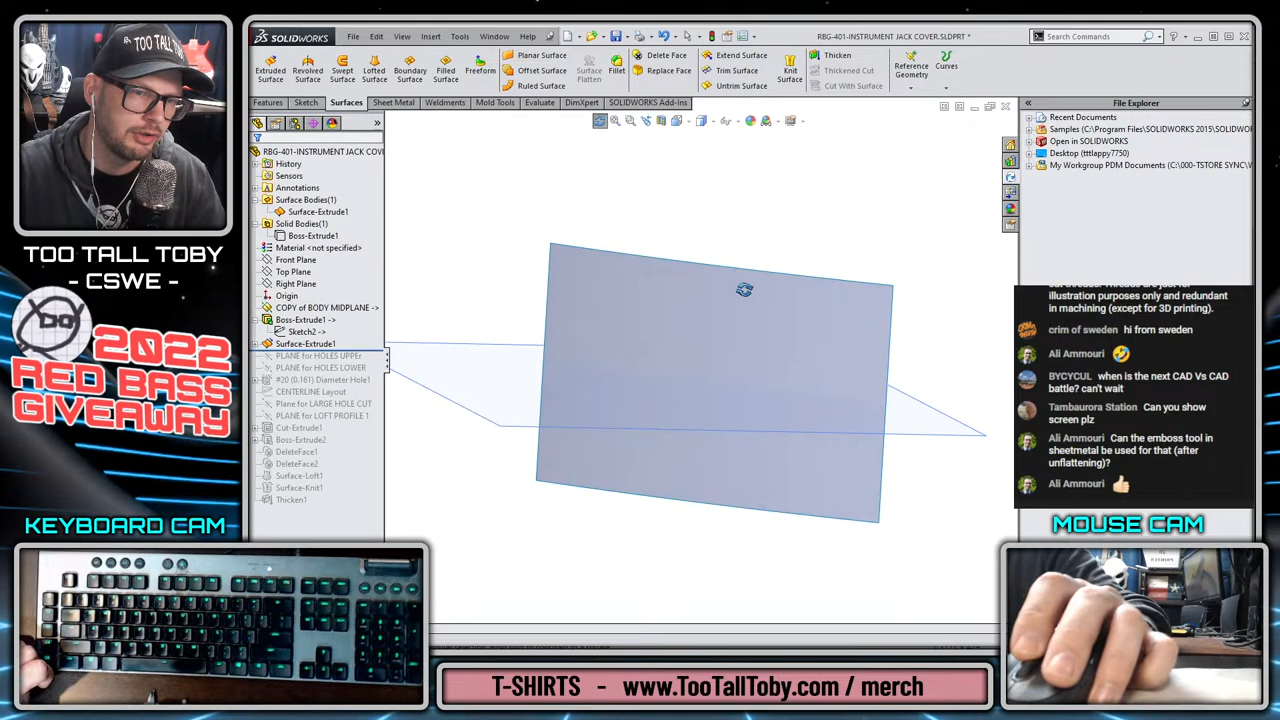 TOO TALL TOBY
- CSWE -
2022
RED BASS
GIVEAWAY
KEYBOARD CAM
SOLIDWORKS
File
Edit
View
Insert
Tools
Window
Help
RBG-401-INSTRUMENT JACK COVER.SLDPRT *
Search Commands
Extruded Surface
Revolved Surface
Swept Surface
Lofted Surface
Boundary Surface
Filled Surface
Freeform
Planar Surface
Offset Surface
Ruled Surface
Surface Flatten
Fillet
Delete Face
Replace Face
Extend Surface
Trim Surface
Untrim Surface
Knit Surface
Thicken
Thickened Cut
Cut With Surface
Reference Geometry
Curves
Features
Sketch
Surfaces
Sheet Metal
Weldments
Mold Tools
Evaluate
DimXpert
SOLIDWORKS Add-Ins
RBG-401-INSTRUMENT JACK COVI
History
Sensors
Annotations
Surface Bodies(1)
Surface-Extrude1
Solid Bodies(1)
Boss-Extrude1
Material <not specified>
Front Plane
Top Plane
Right Plane
Origin
COPY of BODY MIDPLANE ->
Boss-Extrude1 ->
Sketch2 ->
Surface-Extrude1
PLANE for HOLES UPPER
PLANE for HOLES LOWER
#20 (0.161) Diameter Hole1
CENTERLINE Layout
Plane for LARGE HOLE CUT
PLANE for LOFT PROFILE 1
Cut-Extrude1
Boss-Extrude2
DeleteFace1
DeleteFace2
Surface-Loft1
Surface-Knit1
Thicken1
File Explorer
Recent Documents
Samples (C:\Program Files\SOLIDWORKS 2015\SOLIDWOR
Open in SOLIDWORKS
Desktop (tttlappy7750)
My Workgroup PDM Documents (C:\000-TSTORE SYNC\W
illustration purposes only and redundant
in machining (except for 3D printing).
crim of sweden hi from sweden
Ali Ammouri
BYCYCUL when is the next CAD Vs CAD
battle? can't wait
Tambaurora Station Can you show
screen plz
Ali Ammouri Can the emboss tool in
sheetmetal be used for that (after
unflattening)?
Ali Ammouri
MOUSE CAM
T-SHIRTS - www.TooTallToby.com / merch